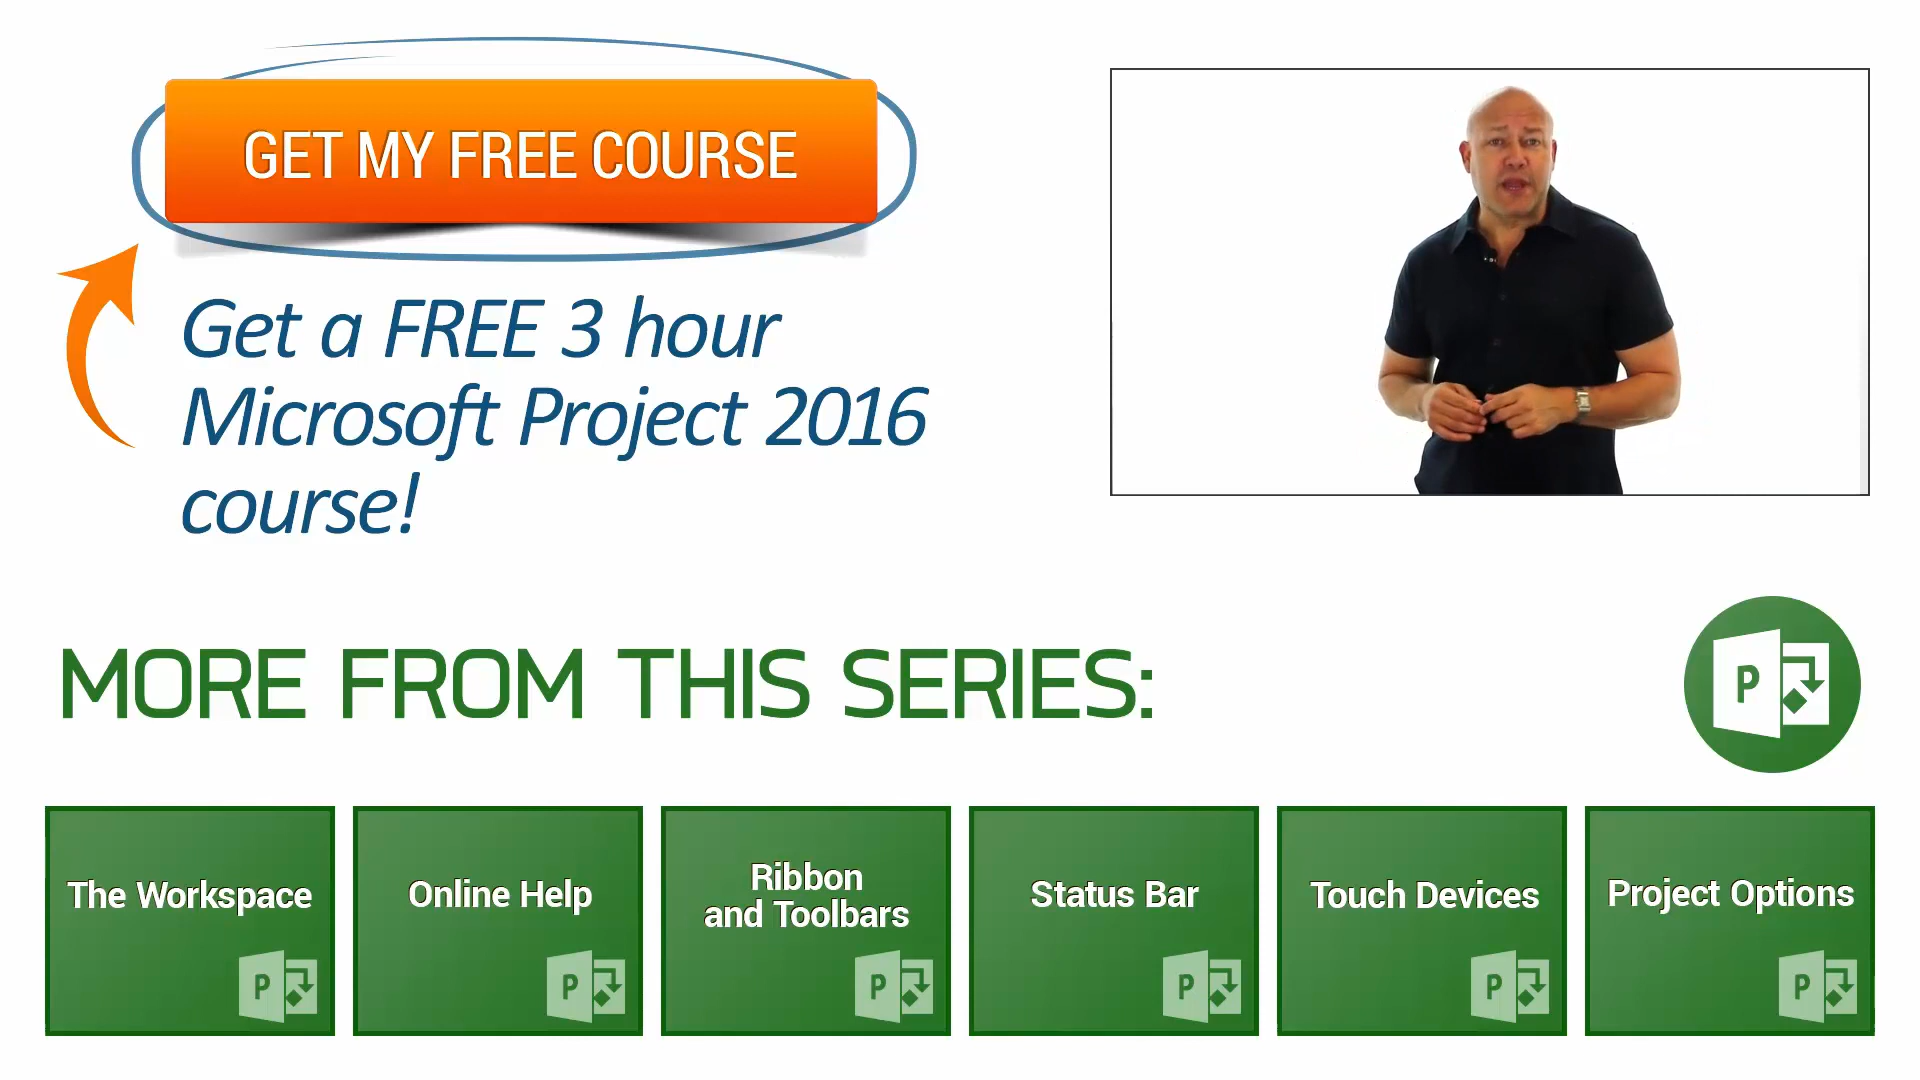 GET MY FREE COURSE
Get a FREE 3 hour
Microsoft Project 2016
course!
MORE FROM THIS SERIES:
P
The Workspace
P
Online Help
P
Ribbon
and Toolbars
P
Status Bar
P
Touch Devices
P
Project Options
P